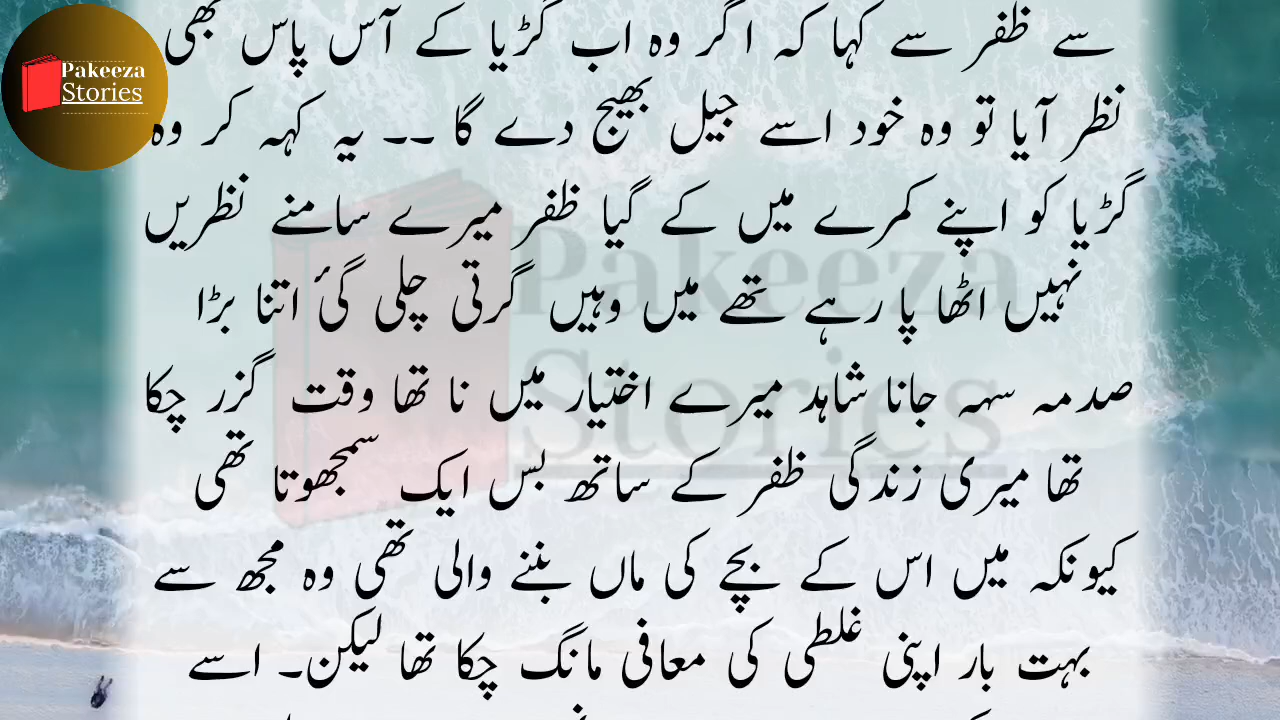 Pakeeza
Stories
سے ظفر سے کہا کہ اگر وہ اب گڑیا کے آس پاس بھی
نظر آیا تو وہ خود اسے جیل بھیج دے گا ۔۔ یہ کہہ کر وہ
گڑیا کو اپنے کمرے میں کے گیا ظفر میرے سامنے نظریں
نہیں اٹھا پا رہے تھے میں وہیں گرتی چلی گئ اتنا بڑا
صدمہ سہہ جانا شاہد میرے اختیار میں نا تھا وقت گزر چکا
تھا میری زندگی ظفر کے ساتھ بس ایک سمجھوتا تھی
کیونکہ میں اس کے بچے کی ماں بننے والی تھی وہ مجھ سے
بہت بار اپنی غلطی کی معافی مانگ چکا تھا لیکن۔ اسے
Pakeeza
Stories